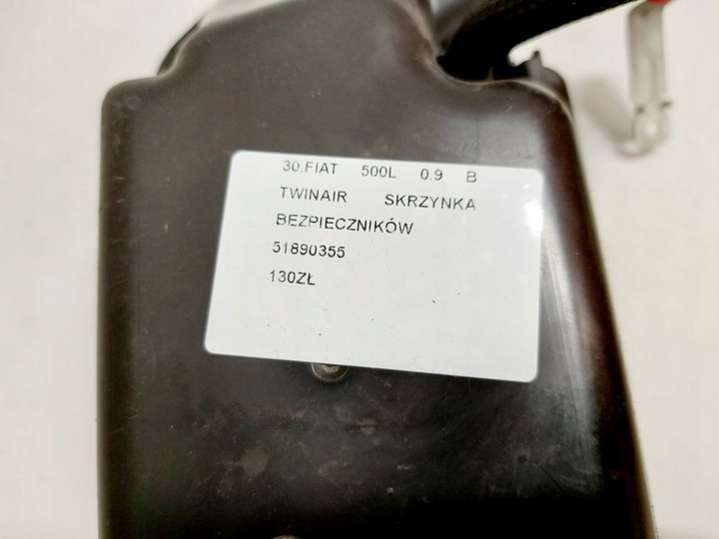 30.FIAT 500L 0.9 B
TWINAIR SKRZYNKA
BEZPIECZNIKÓW
51890355
130ZŁ